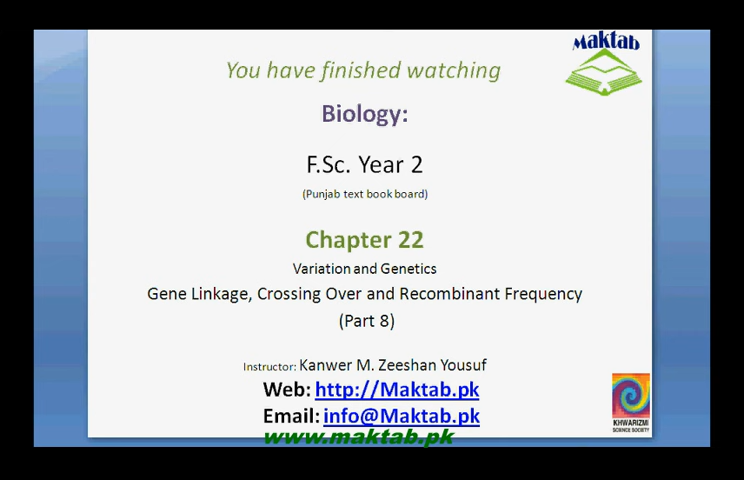 Maktab
You have finished watching
Biology:
F.Sc. Year 2
(Punjab text book board)
Chapter 22
Variation and Genetics
Gene Linkage, Crossing Over and Recombinant Frequency
(Part 8)
Instructor: Kanwer M. Zeeshan Yousuf
Web: http://Maktab.pk
Email: info@Maktab.pk
www.maktab.pk
KHWARIZMI
SCIENCE SOCIETY